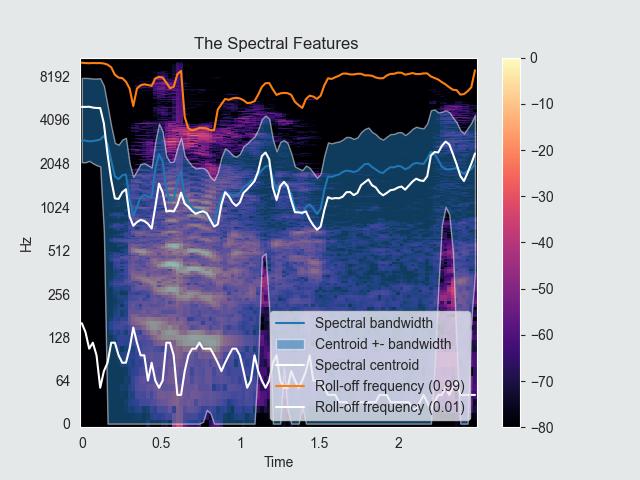 The Spectral Features
8192
4096
2048
1024
512
256
128
64
0
Hz
0
0.5
1
1.5
2
Time
Spectral bandwidth
Centroid +- bandwidth
Spectral centroid
Roll-off frequency (0.99)
Roll-off frequency (0.01)
0
−10
−20
−30
−40
−50
−60
−70
−80